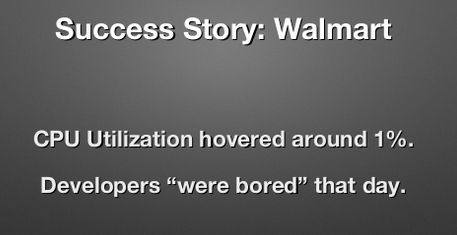 Success Story: Walmart
CPU Utilization hovered around 1%.
Developers “were bored” that day.